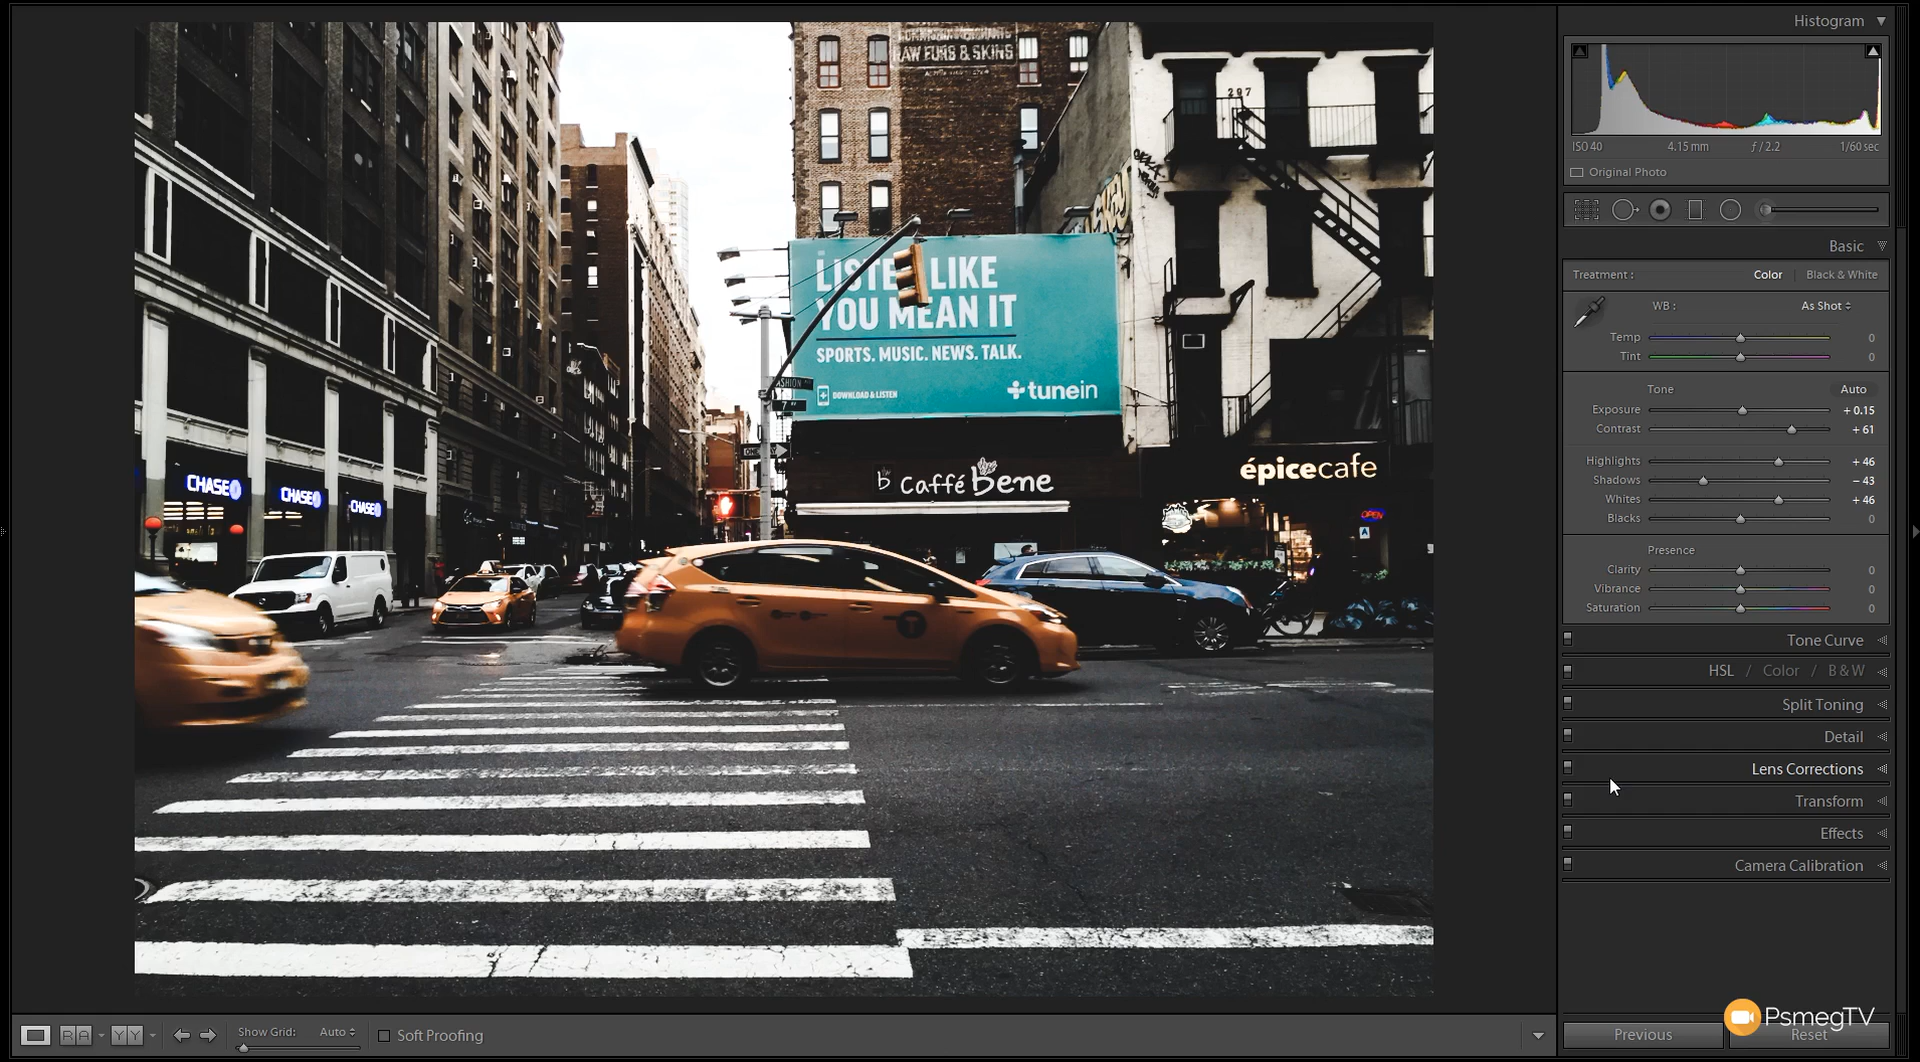 Histogram
ISO 40 4.15 mm ƒ / 2.2 1/60 sec
Original Photo
Basic
Treatment : Color Black & White
WB : As Shot
Temp 0
Tint 0
Tone Auto
Exposure + 0.15
Contrast + 61
Highlights + 46
Shadows − 43
Whites + 46
Blacks 0
Presence
Clarity 0
Vibrance 0
Saturation 0
Tone Curve
HSL / Color / B & W
Split Toning
Detail
Lens Corrections
Transform
Effects
Camera Calibration
PsmegTV
Previous Reset
RAW FURS & SKINS
297
LISTEN LIKE
YOU MEAN IT
SPORTS. MUSIC. NEWS. TALK.
DOWNLOAD & LISTEN
tunein
7
épicecafe
b Caffé bene
CHASE
CHASE
CHASE
OPEN
A
T
R A Y Y Show Grid: Auto Soft Proofing